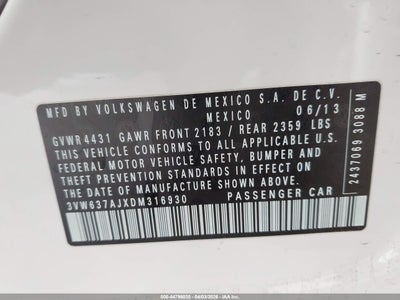 MFD BY VOLKSWAGEN DE MEXICO S.A. DE C.V.
MEXICO 06/13
GVWR 4431 GAWR FRONT 2183 / REAR 2359 LBS
THIS VEHICLE CONFORMS TO ALL APPLICABLE U.S.
FEDERAL MOTOR VEHICLE SAFETY, BUMPER AND
THEFT PREVENTION STANDARDS IN EFFECT ON
THE DATE OF MANUFACTURE SHOWN ABOVE.
3VW637AJXDM316930 PASSENGER CAR
2437069 3088 M